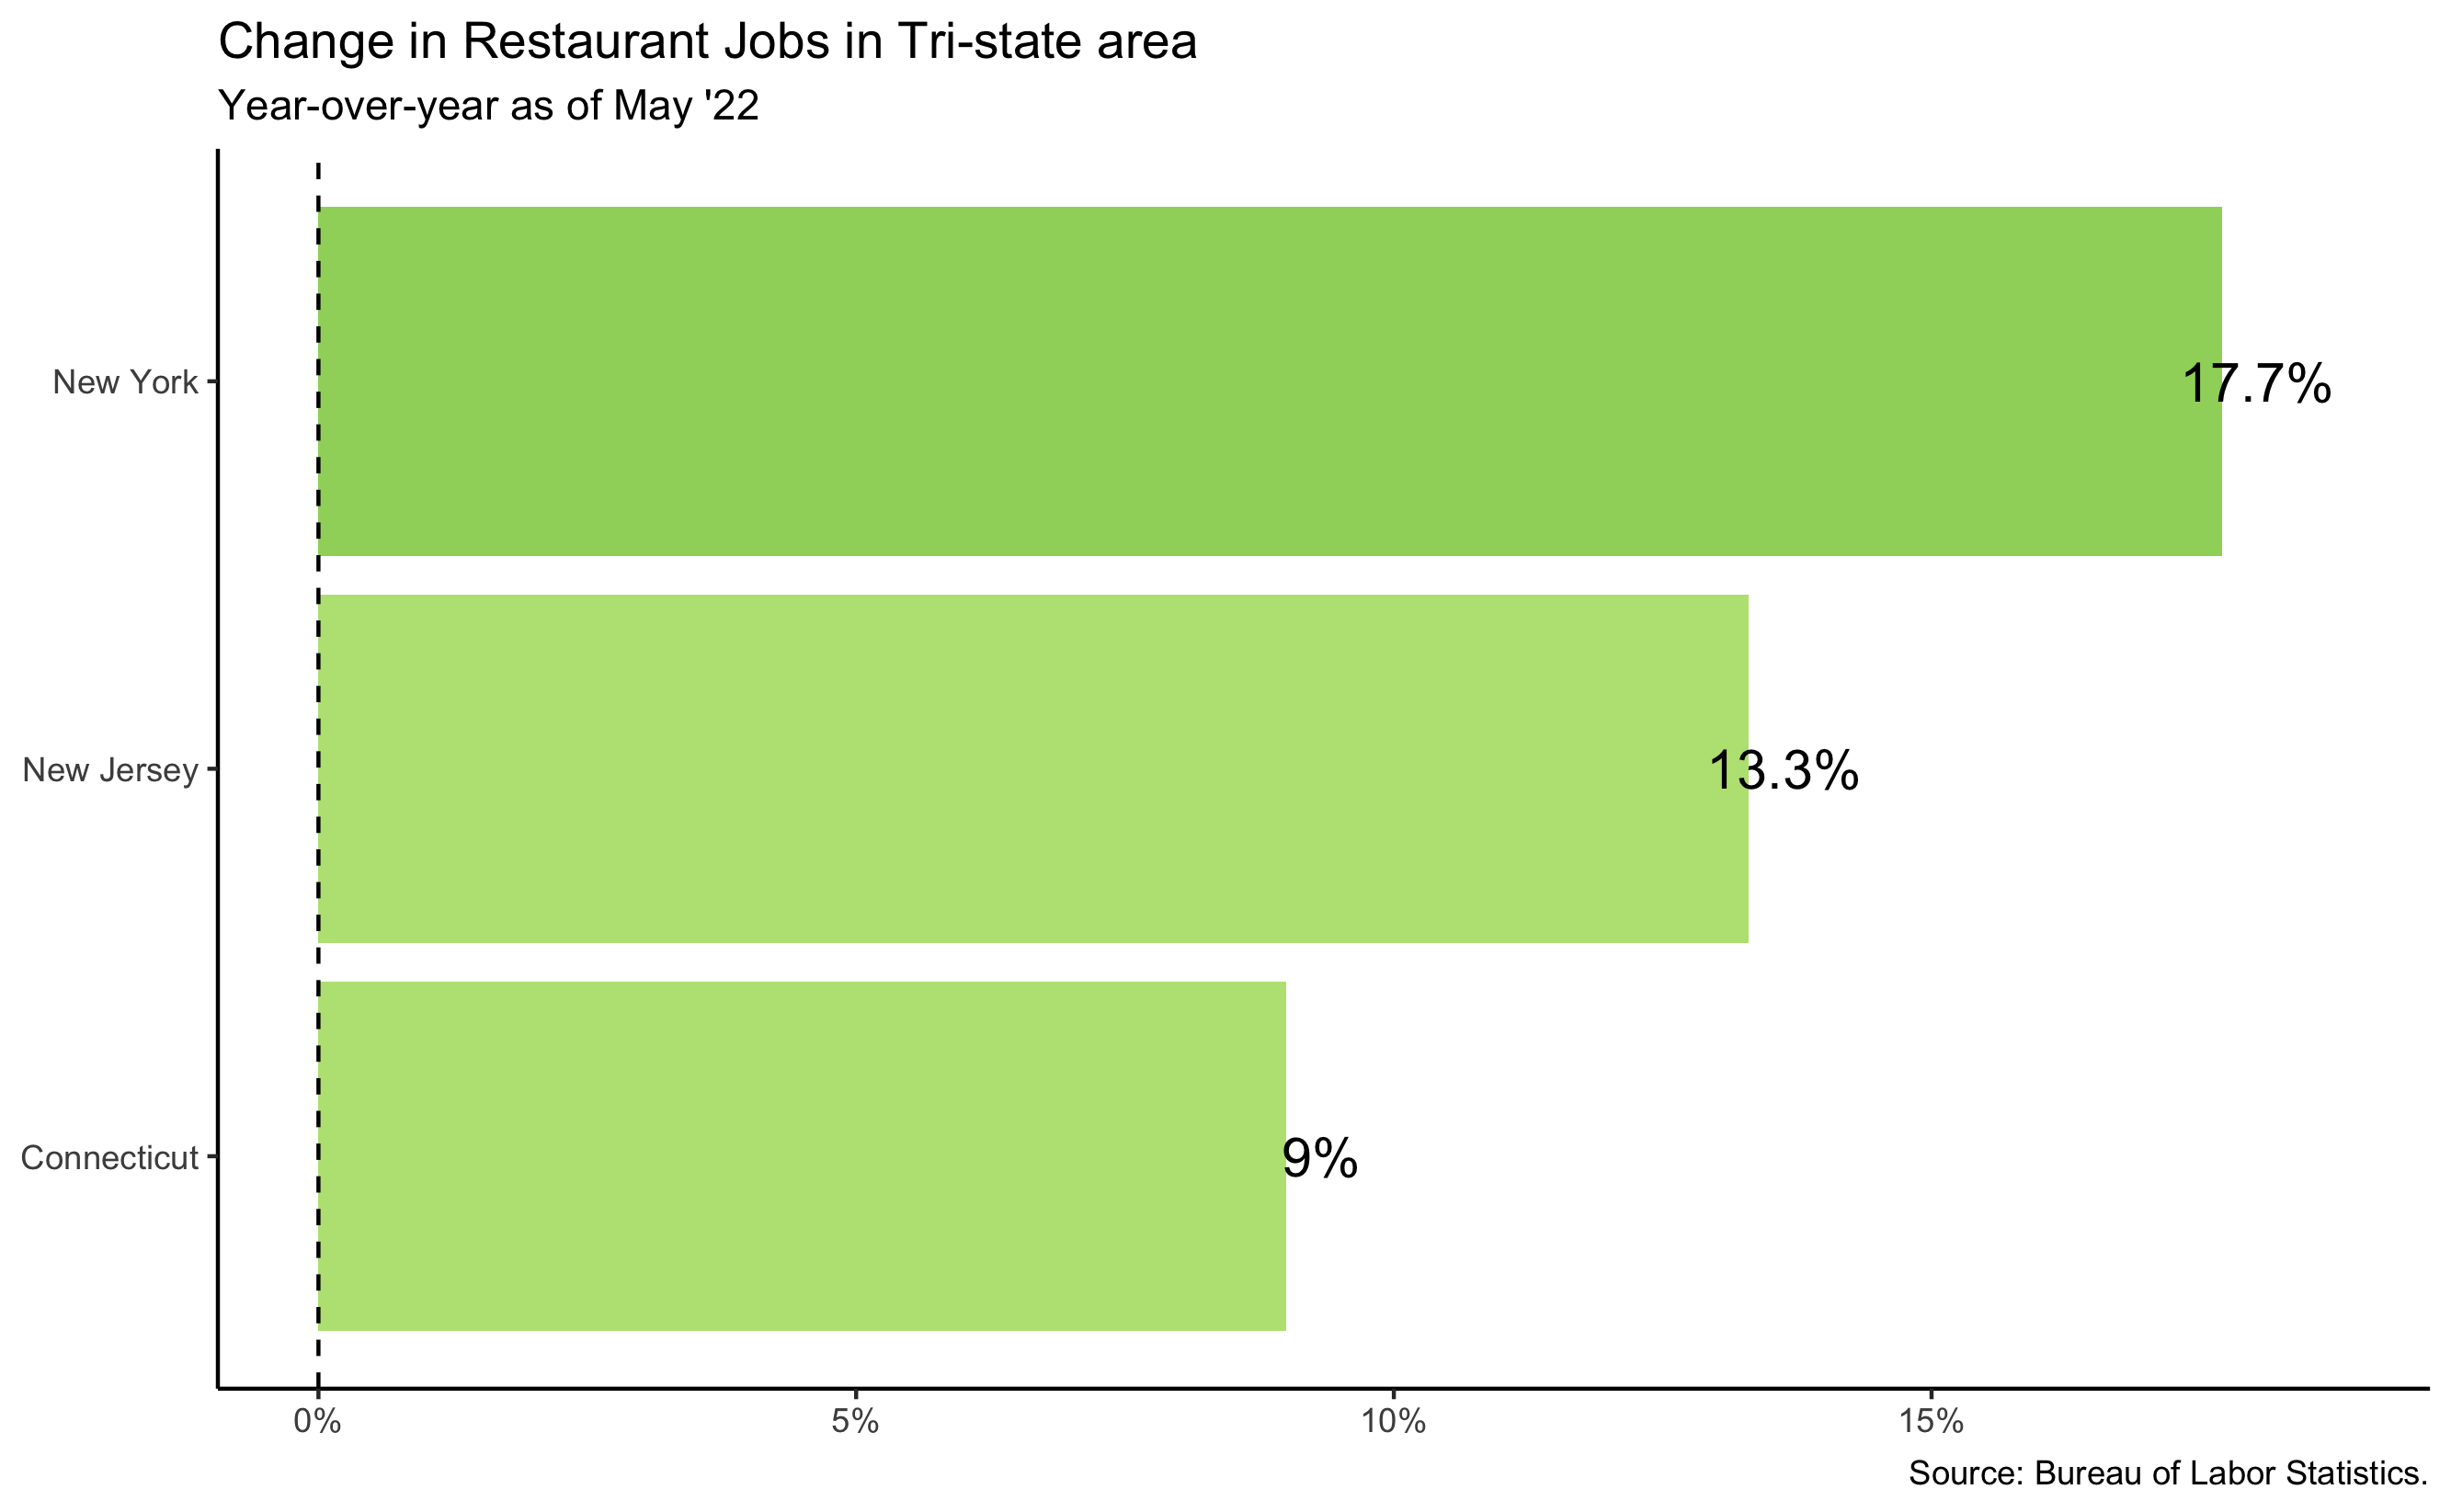 Change in Restaurant Jobs in Tri-state area
Year-over-year as of May '22
New York
17.7%
New Jersey
13.3%
Connecticut
9%
0% 5% 10% 15%
Source: Bureau of Labor Statistics.